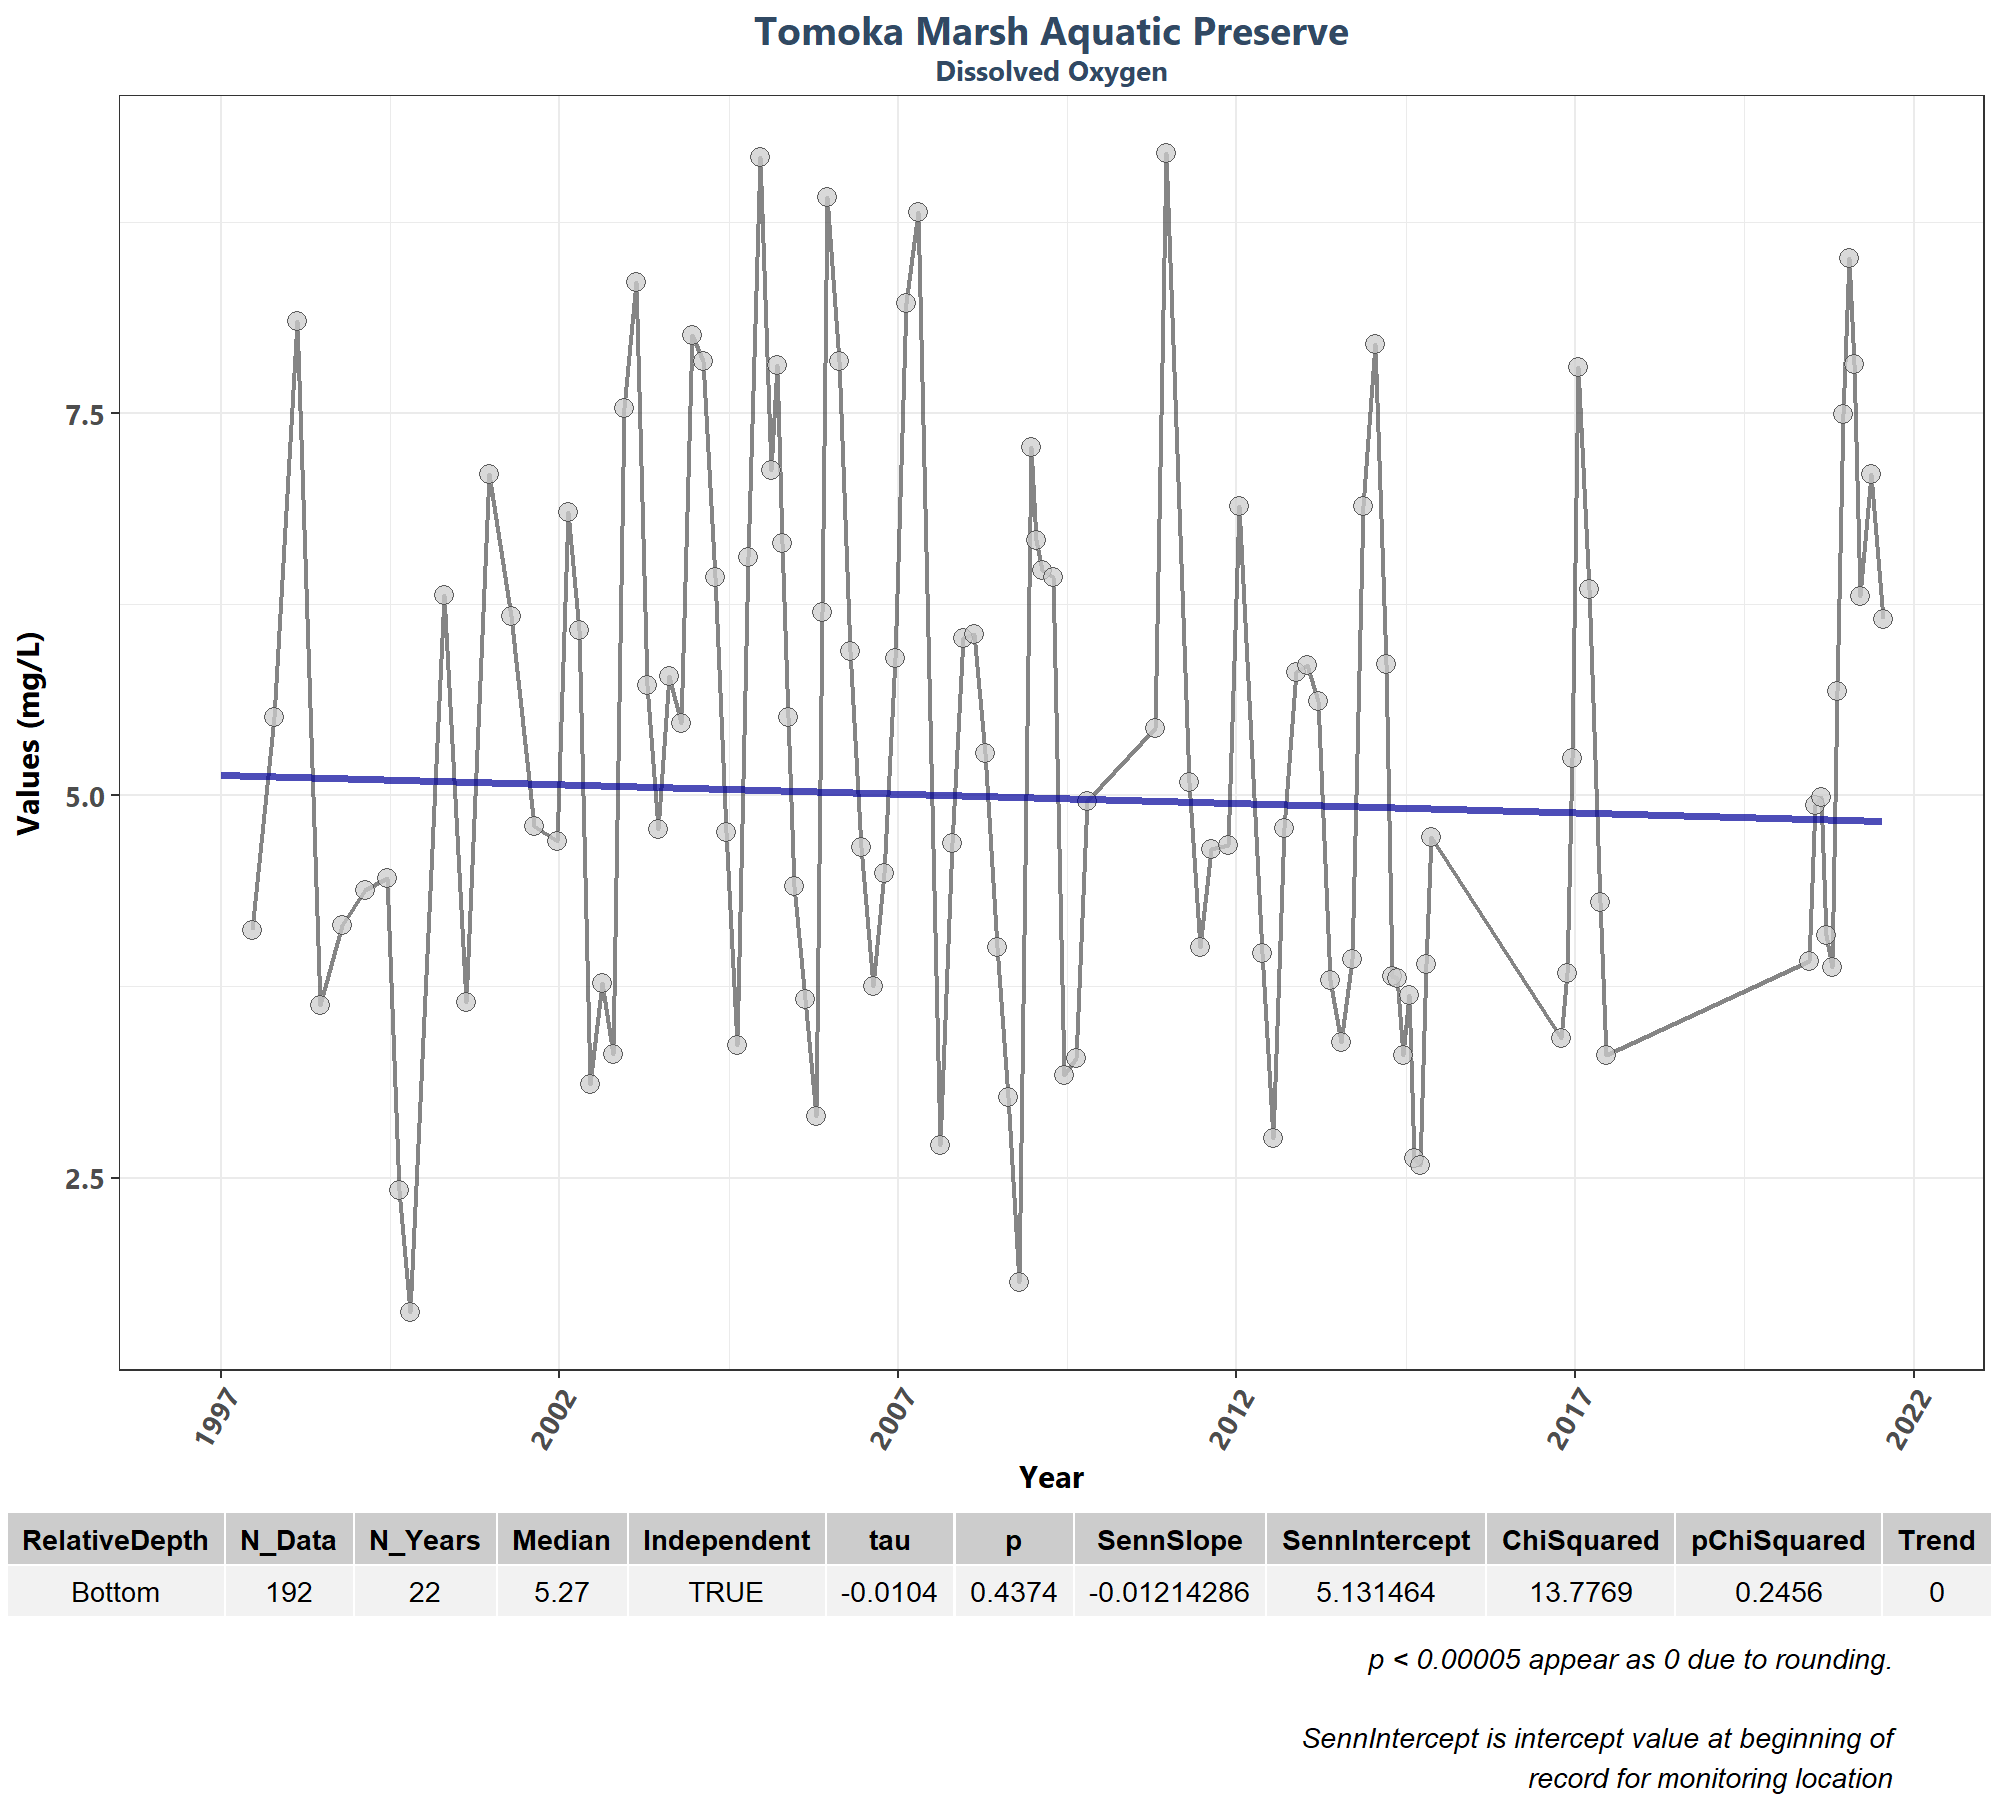 Tomoka Marsh Aquatic Preserve
Dissolved Oxygen
Values (mg/L)
7.5
5.0
2.5
1997 2002 2007 2012 2017 2022
Year
RelativeDepth N_Data N_Years Median Independent tau p SennSlope SennIntercept ChiSquared pChiSquared Trend
Bottom 192 22 5.27 TRUE -0.0104 0.4374 -0.01214286 5.131464 13.7769 0.2456 0
p < 0.00005 appear as 0 due to rounding.
SennIntercept is intercept value at beginning of
record for monitoring location